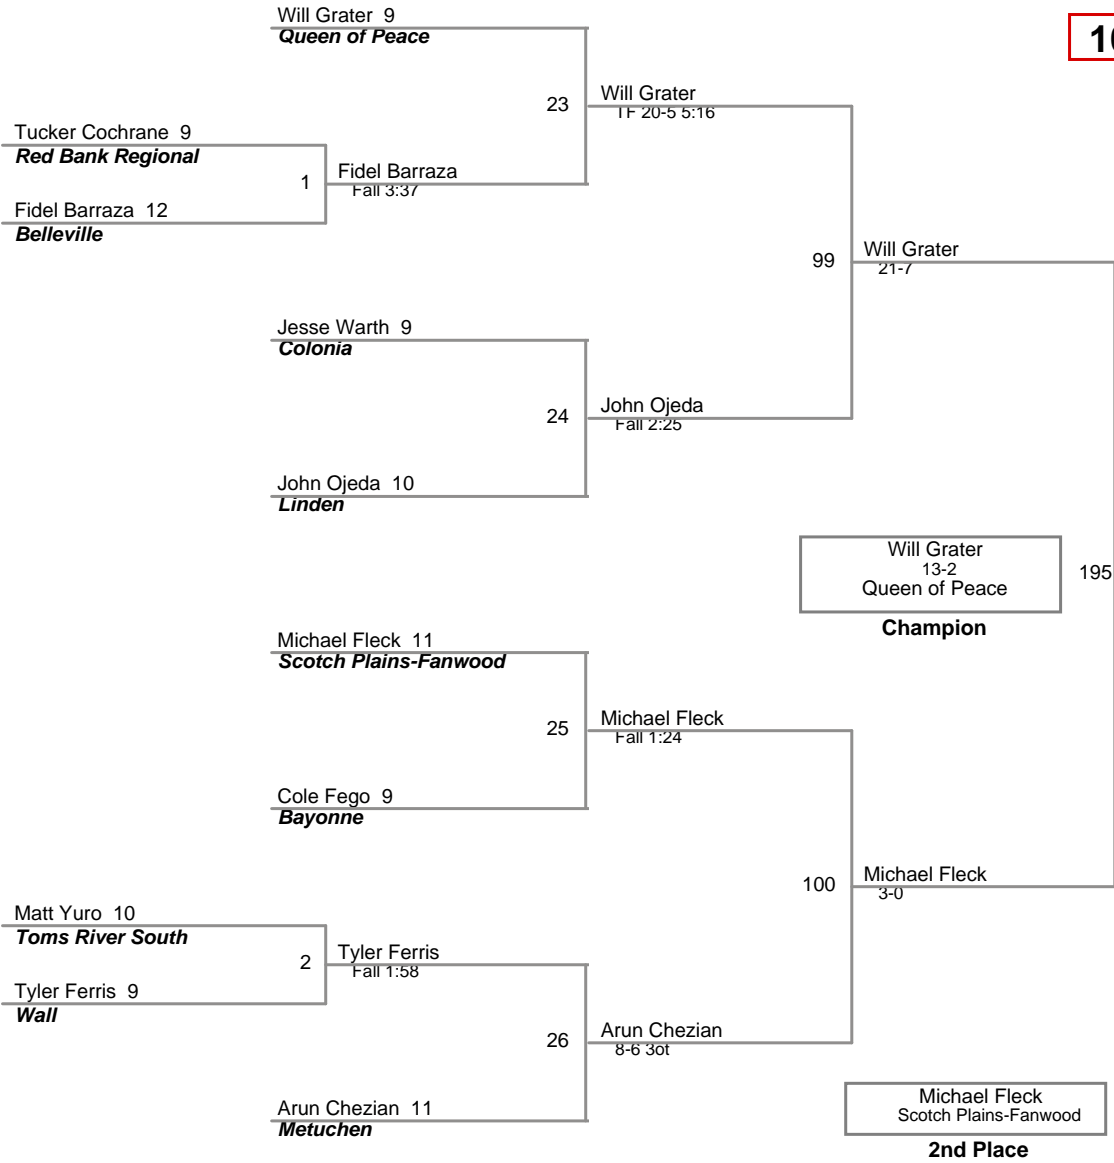 Will Grater 9
Queen of Peace
10
23
Will Grater
TF 20-5 5:16
Tucker Cochrane 9
Red Bank Regional
1
Fidel Barraza
Fall 3:37
Fidel Barraza 12
Belleville
99
Will Grater
21-7
Jesse Warth 9
Colonia
24
John Ojeda
Fall 2:25
John Ojeda 10
Linden
Will Grater
13-2
Queen of Peace
195
Champion
Michael Fleck 11
Scotch Plains-Fanwood
25
Michael Fleck
Fall 1:24
Cole Fego 9
Bayonne
100
Michael Fleck
3-0
Matt Yuro 10
Toms River South
2
Tyler Ferris
Fall 1:58
Tyler Ferris 9
Wall
26
Arun Chezian
8-6 3ot
Arun Chezian 11
Metuchen
Michael Fleck
Scotch Plains-Fanwood
2nd Place